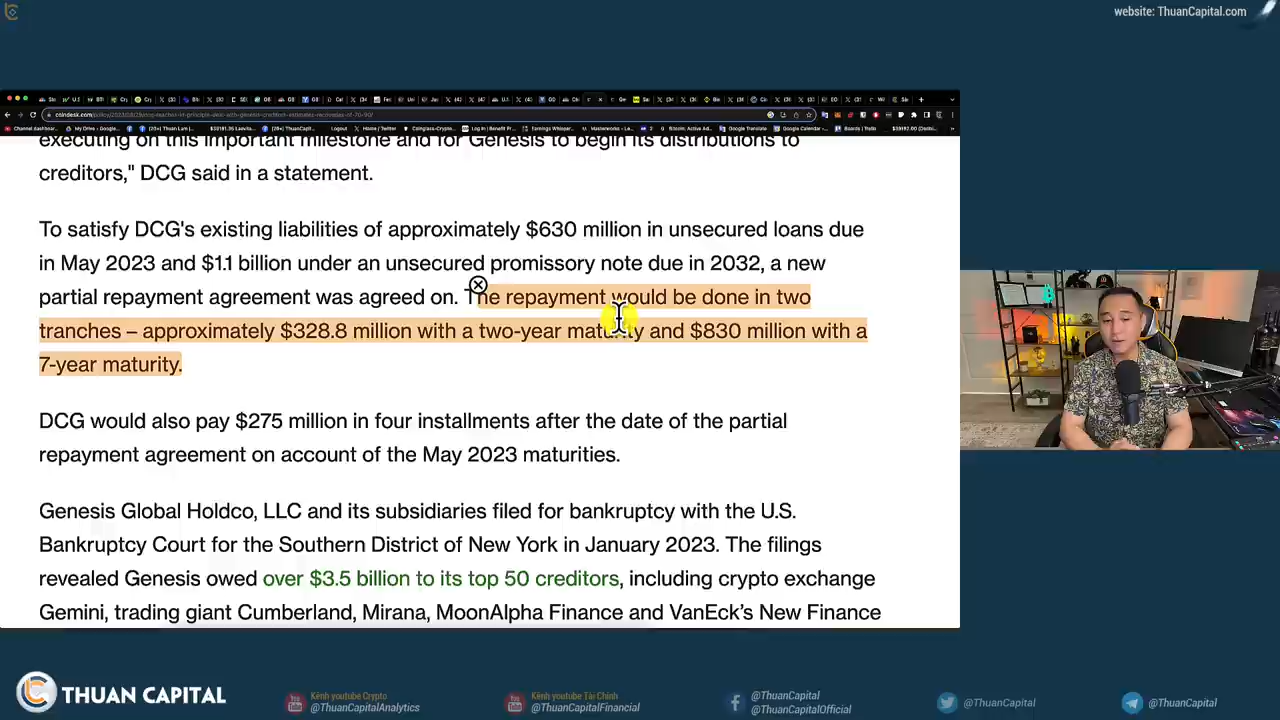 website: ThuanCapital.com
executing on this important milestone and for Genesis to begin its distributions to
creditors," DCG said in a statement.
To satisfy DCG's existing liabilities of approximately $630 million in unsecured loans due
in May 2023 and $1.1 billion under an unsecured promissory note due in 2032, a new
partial repayment agreement was agreed on. The repayment would be done in two
tranches – approximately $328.8 million with a two-year maturity and $830 million with a
7-year maturity.
DCG would also pay $275 million in four installments after the date of the partial
repayment agreement on account of the May 2023 maturities.
Genesis Global Holdco, LLC and its subsidiaries filed for bankruptcy with the U.S.
Bankruptcy Court for the Southern District of New York in January 2023. The filings
revealed Genesis owed over $3.5 billion to its top 50 creditors, including crypto exchange
Gemini, trading giant Cumberland, Mirana, MoonAlpha Finance and VanEck's New Finance
THUAN CAPITAL
Kênh youtube Crypto
@ThuanCapitalAnalytics
Kênh youtube Tài Chính
@ThuanCapitalFinancial
@ThuanCapital
@ThuanCapitalOfficial
@ThuanCapital
@ThuanCapital